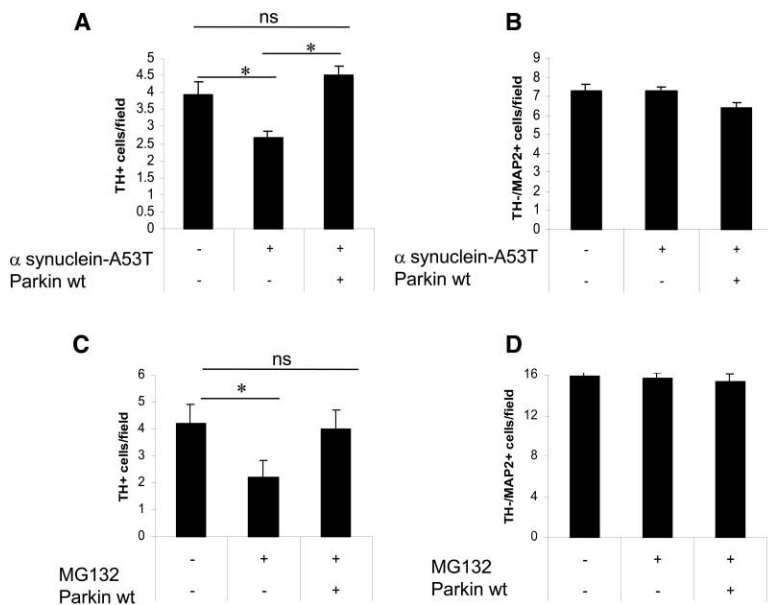 A
ns
*
*
TH+ cells/field
5
4.5
4
3.5
3
2.5
2
1.5
1
0.5
0
α synuclein-A53T - + +
Parkin wt - - +
B
TH-/MAP2+ cells/field
9
8
7
6
5
4
3
2
1
0
α synuclein-A53T - + +
Parkin wt - - +
C
ns
*
TH+ cells/field
6
5
4
3
2
1
0
MG132 - + +
Parkin wt - - +
D
TH-/MAP2+ cells/field
16
12
8
4
0
MG132 - + +
Parkin wt - - +